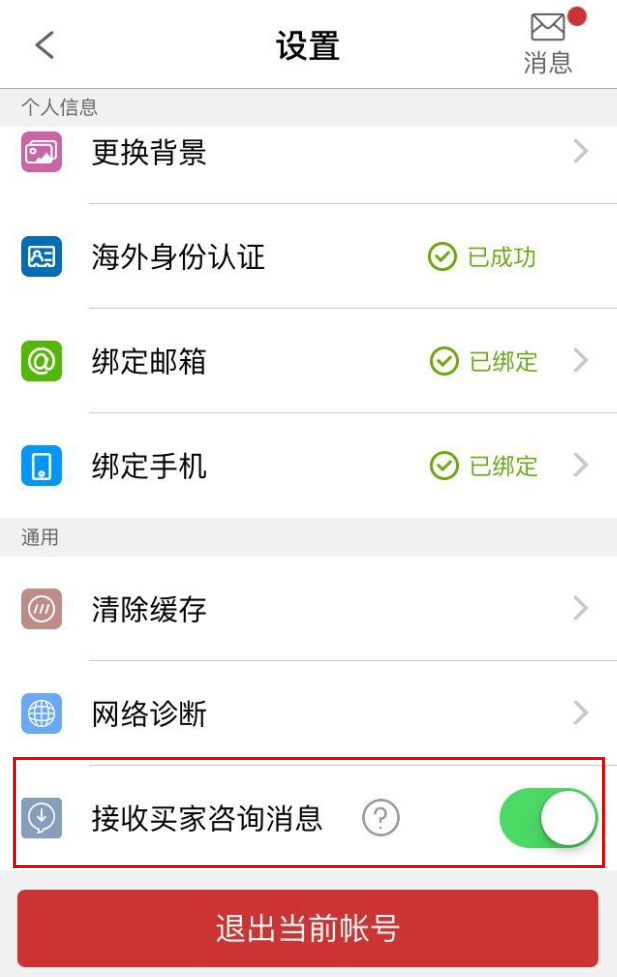 设置
消息
个人信息
更换背景
海外身份认证 已成功
绑定邮箱 已绑定
绑定手机 已绑定
通用
清除缓存
网络诊断
接收买家咨询消息 ?
退出当前帐号